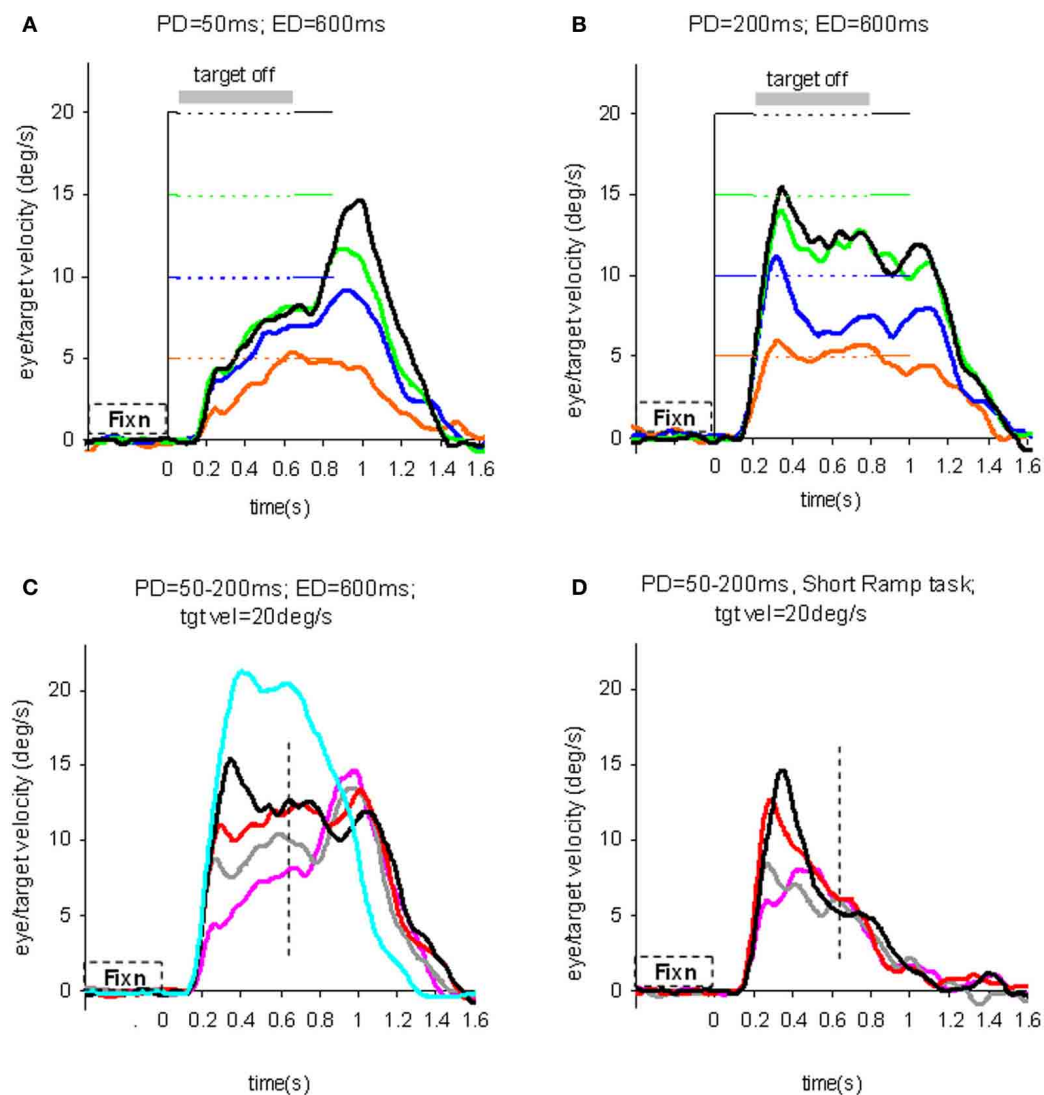 A
PD=50ms; ED=600ms
target off
eye/target velocity (deg/s)
20
15
10
5
0
Fixn
0 0.2 0.4 0.6 0.8 1 1.2 1.4 1.6
time(s)
B
PD=200ms; ED=600ms
target off
eye/target velocity (deg/s)
20
15
10
5
0
Fixn
0 0.2 0.4 0.6 0.8 1 1.2 1.4 1.6
time(s)
C
PD=50-200ms; ED=600ms;
tgt vel=20deg/s
eye/target velocity (deg/s)
20
15
10
5
0
Fixn
. 0 0.2 0.4 0.6 0.8 1 1.2 1.4 1.6
time(s)
D
PD=50-200ms, Short Ramp task;
tgt vel=20deg/s
eye/target velocity (deg/s)
20
15
10
5
0
Fixn
0 0.2 0.4 0.6 0.8 1 1.2 1.4 1.6
time(s)